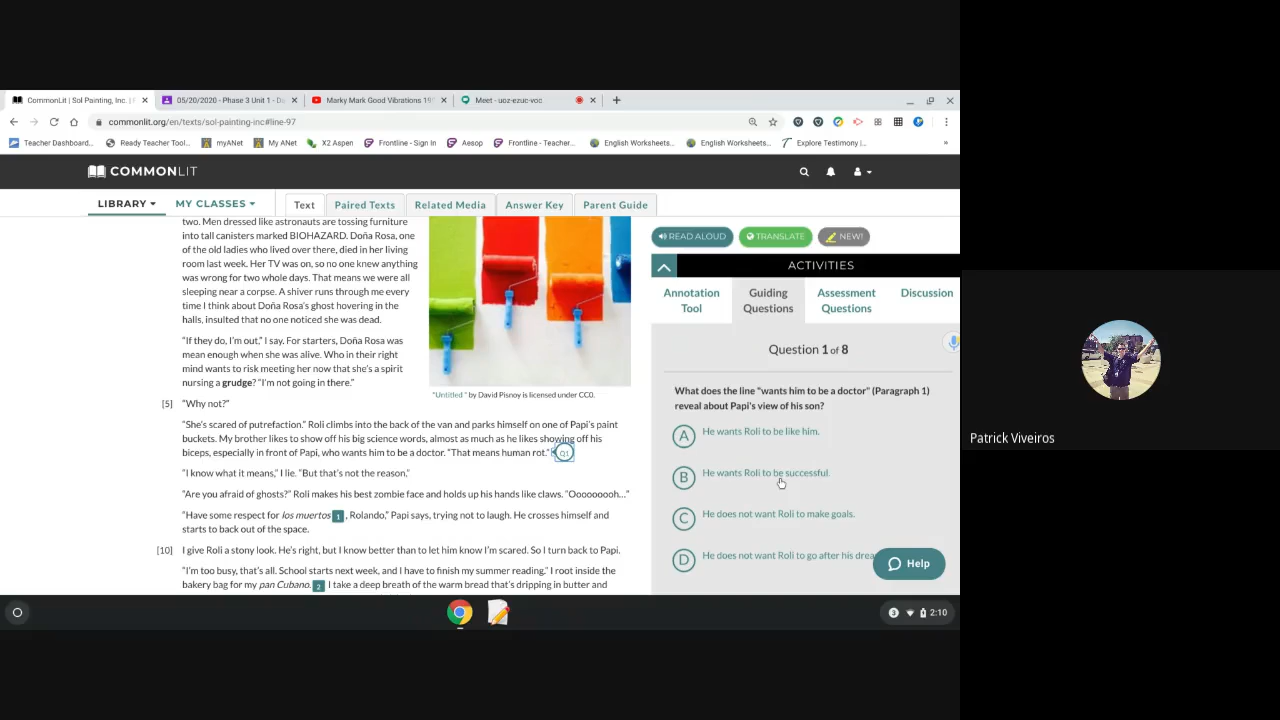 CommonLit | Sol Painting, Inc. |
05/20/2020 - Phase 3 Unit 1 - Da
Marky Mark Good Vibrations 19
Meet - uoz-ezuc-voc
commonlit.org/en/texts/sol-painting-inc#line-97
Teacher Dashboard...
Ready Teacher Tool...
myANet
My ANet
X2 Aspen
Frontline - Sign In
Aesop
Frontline - Teacher...
English Worksheets...
English Worksheets...
Explore Testimony |...
»
COMMONLIT
LIBRARY
MY CLASSES
Text
Paired Texts
Related Media
Answer Key
Parent Guide
two. Men dressed like astronauts are tossing furniture
into tall canisters marked BIOHAZARD. Doña Rosa, one
of the old ladies who lived over there, died in her living
room last week. Her TV was on, so no one knew anything
was wrong for two whole days. That means we were all
sleeping near a corpse. A shiver runs through me every
time I think about Doña Rosa's ghost hovering in the
halls, insulted that no one noticed she was dead.
"If they do, I'm out," I say. For starters, Doña Rosa was
mean enough when she was alive. Who in their right
mind wants to risk meeting her now that she's a spirit
nursing a grudge? "I'm not going in there."
"Untitled" by David Pisnoy is licensed under CC0.
[5] "Why not?"
"She's scared of putrefaction." Roli climbs into the back of the van and parks himself on one of Papi's paint
buckets. My brother likes to show off his big science words, almost as much as he likes showing off his
biceps, especially in front of Papi, who wants him to be a doctor. "That means human rot." Q1
"I know what it means," I lie. "But that's not the reason."
"Are you afraid of ghosts?" Roli makes his best zombie face and holds up his hands like claws. "Oooooooh..."
"Have some respect for los muertos 1 , Rolando," Papi says, trying not to laugh. He crosses himself and
starts to back out of the space.
[10] I give Roli a stony look. He's right, but I know better than to let him know I'm scared. So I turn back to Papi.
"I'm too busy, that's all. School starts next week, and I have to finish my summer reading." I root inside the
bakery bag for my pan Cubano. 2 I take a deep breath of the warm bread that's dripping in butter and
READ ALOUD
TRANSLATE
NEW!
ACTIVITIES
Annotation
Tool
Guiding
Questions
Assessment
Questions
Discussion
Question 1 of 8
What does the line "wants him to be a doctor" (Paragraph 1)
reveal about Papi's view of his son?
A He wants Roli to be like him.
B He wants Roli to be successful.
C He does not want Roli to make goals.
D He does not want Roli to go after his drea
Help
3 2:10
Patrick Viveiros